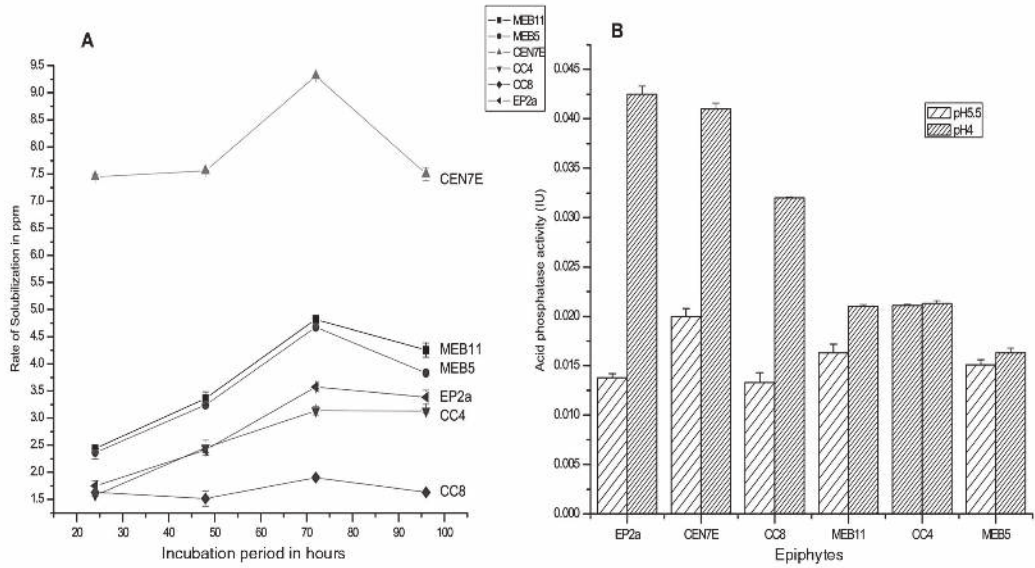 A
MEB11
MEB5
CEN7E
CC4
CC8
EP2a
9.5
9.0
8.5
8.0
7.5
7.0
6.5
6.0
5.5
5.0
4.5
4.0
3.5
3.0
2.5
2.0
1.5
Rate of Solubilization in ppm
CEN7E
MEB11
MEB5
EP2a
CC4
CC8
20 30 40 50 60 70 80 90 100
Incubation period in hours
B
pH5.5
pH4
0.045
0.040
0.035
0.030
0.025
0.020
0.015
0.010
0.005
0.000
Acid phosphatase activity (IU)
EP2a CEN7E CC8 MEB11 CC4 MEB5
Epiphytes